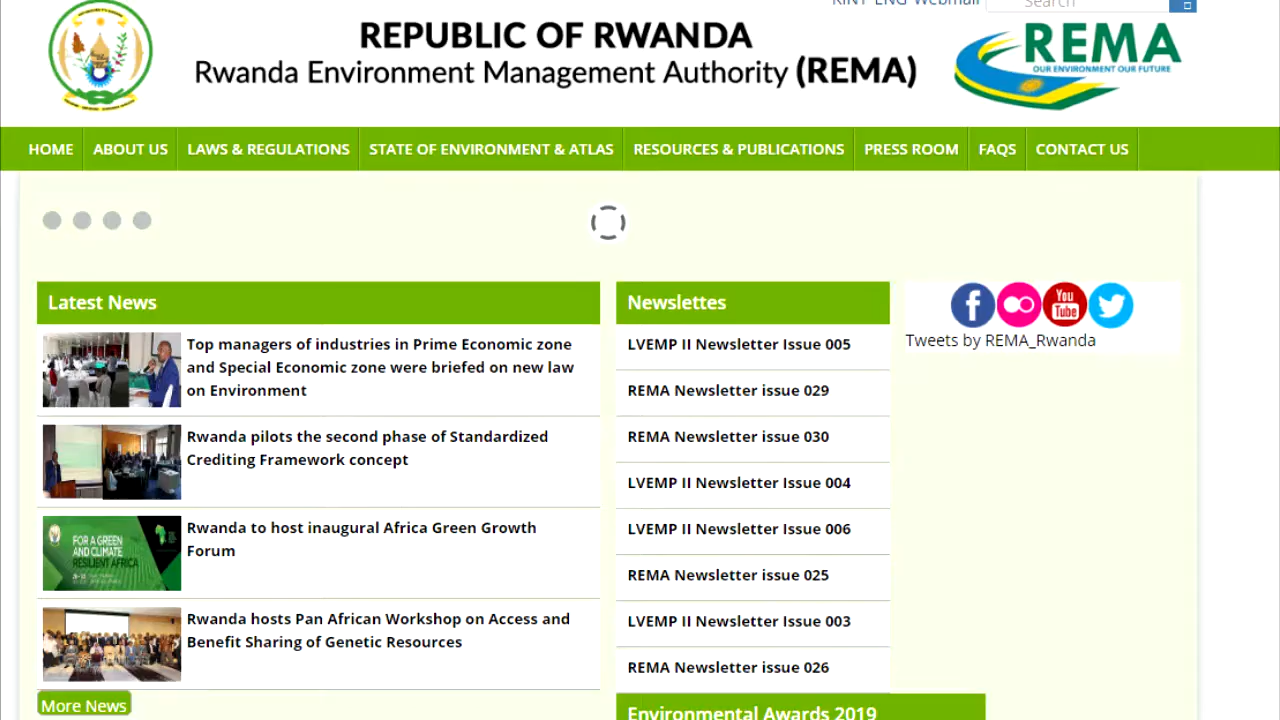 KINY ENG Webmail
Search
REPUBLIC OF RWANDA
Rwanda Environment Management Authority (REMA)
REMA
OUR ENVIRONMENT OUR FUTURE
HOME
ABOUT US
LAWS & REGULATIONS
STATE OF ENVIRONMENT & ATLAS
RESOURCES & PUBLICATIONS
PRESS ROOM
FAQS
CONTACT US
Latest News
Top managers of industries in Prime Economic zone
and Special Economic zone were briefed on new law
on Environment
Rwanda pilots the second phase of Standardized
Crediting Framework concept
FOR A GREEN
AND CLIMATE
RESILIENT AFRICA
Rwanda to host inaugural Africa Green Growth
Forum
Rwanda hosts Pan African Workshop on Access and
Benefit Sharing of Genetic Resources
More News
Newslettes
LVEMP II Newsletter Issue 005
REMA Newsletter issue 029
REMA Newsletter issue 030
LVEMP II Newsletter Issue 004
LVEMP II Newsletter Issue 006
REMA Newsletter issue 025
LVEMP II Newsletter Issue 003
REMA Newsletter issue 026
Environmental Awards 2019
You
Tube
Tweets by REMA_Rwanda